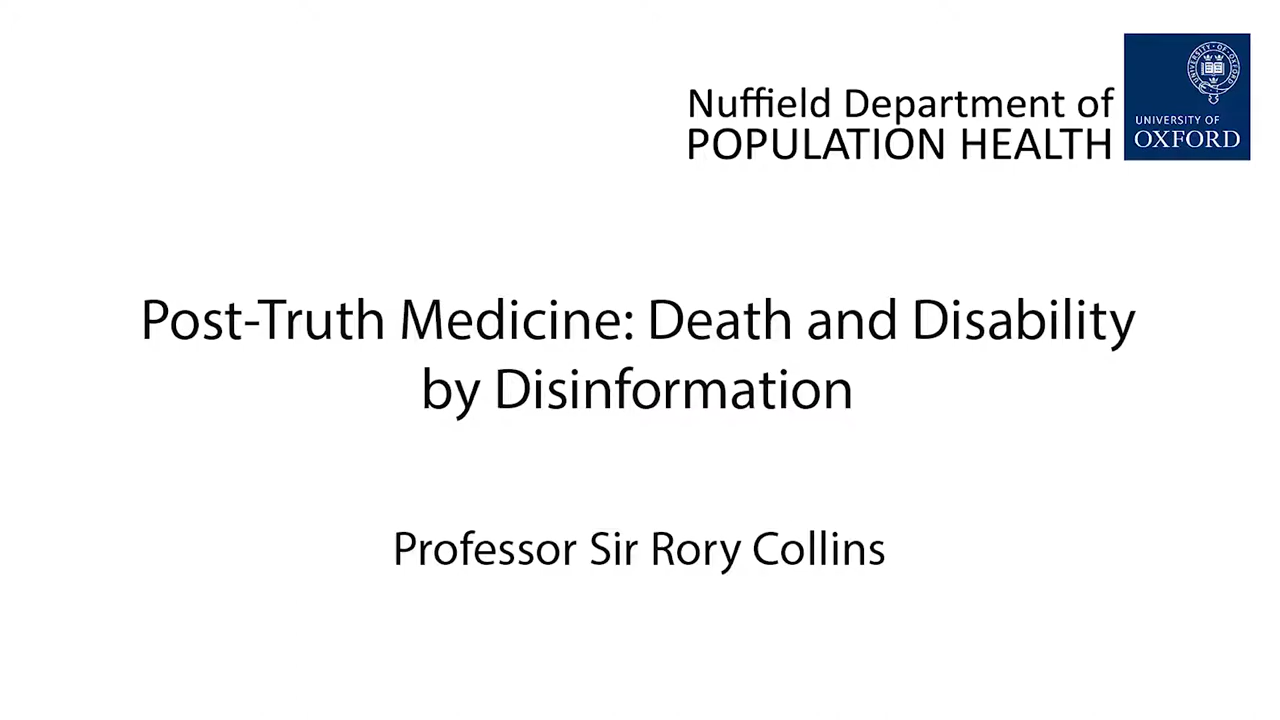 Nuffield Department of
POPULATION HEALTH
UNIVERSITY OF
OXFORD
Post-Truth Medicine: Death and Disability
by Disinformation
Professor Sir Rory Collins